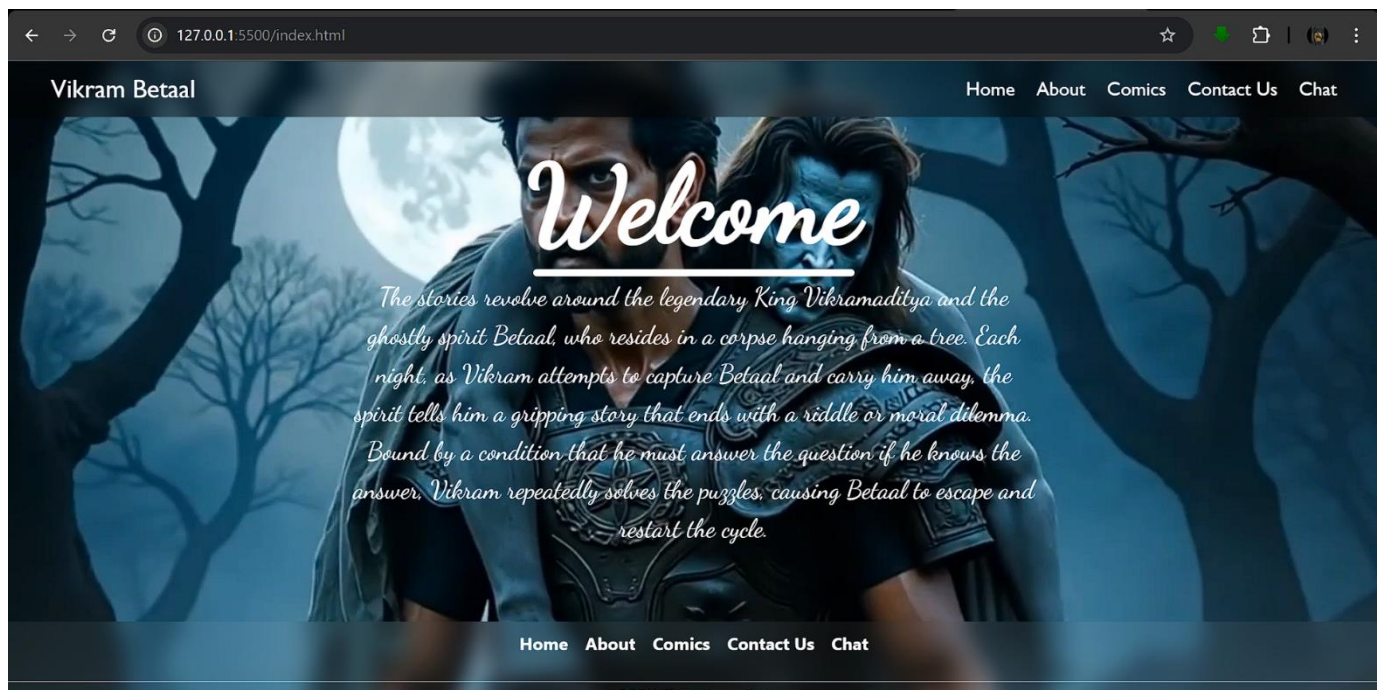 127.0.0.1:5500/index.html
Vikram Betaal
Home About Comics Contact Us Chat
Welcome
The stories revolve around the legendary King Vikramaditya and the
ghostly spirit Betaal, who resides in a corpse hanging from a tree. Each
night, as Vikram attempts to capture Betaal and carry him away, the
spirit tells him a gripping story that ends with a riddle or moral dilemma.
Bound by a condition that he must answer the question if he knows the
answer, Vikram repeatedly solves the puzzles, causing Betaal to escape and
restart the cycle.
Home About Comics Contact Us Chat